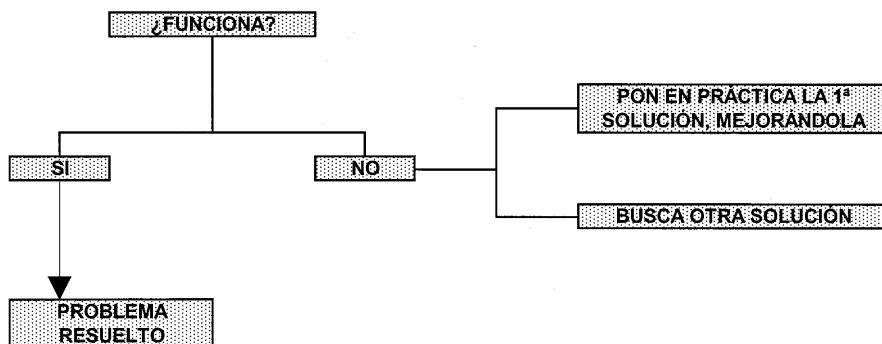 ¿FUNCIONA?
PON EN PRÁCTICA LA 1ª
SOLUCIÓN, MEJORÁNDOLA
SI
NO
BUSCA OTRA SOLUCIÓN
PROBLEMA
RESUELTO